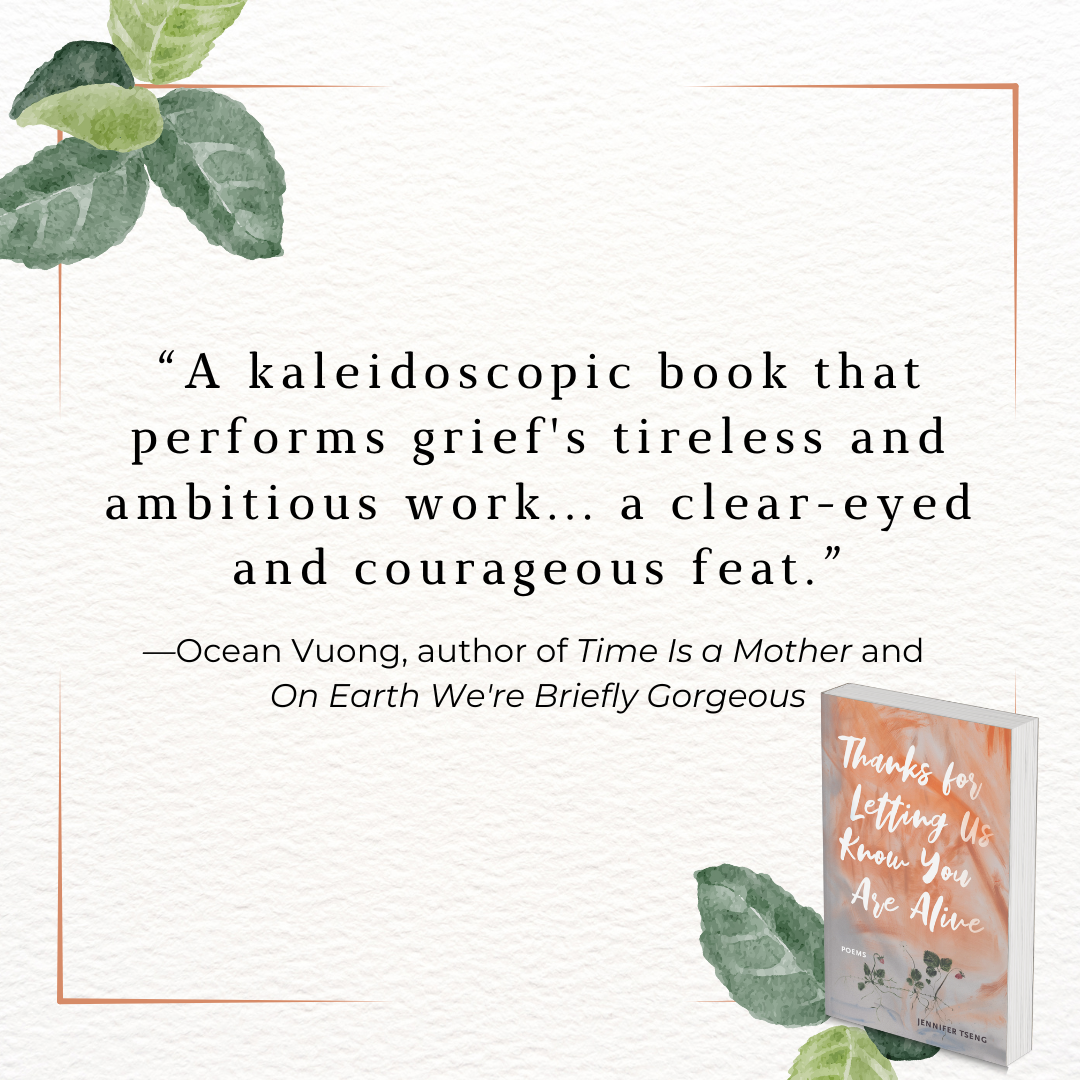 “A kaleidoscopic book that
performs grief's tireless and
ambitious work... a clear-eyed
and courageous feat.”
—Ocean Vuong, author of Time Is a Mother and
On Earth We're Briefly Gorgeous
Thanks for
Letting Us
Know You
Are Alive
POEMS
JENNIFER TSENG